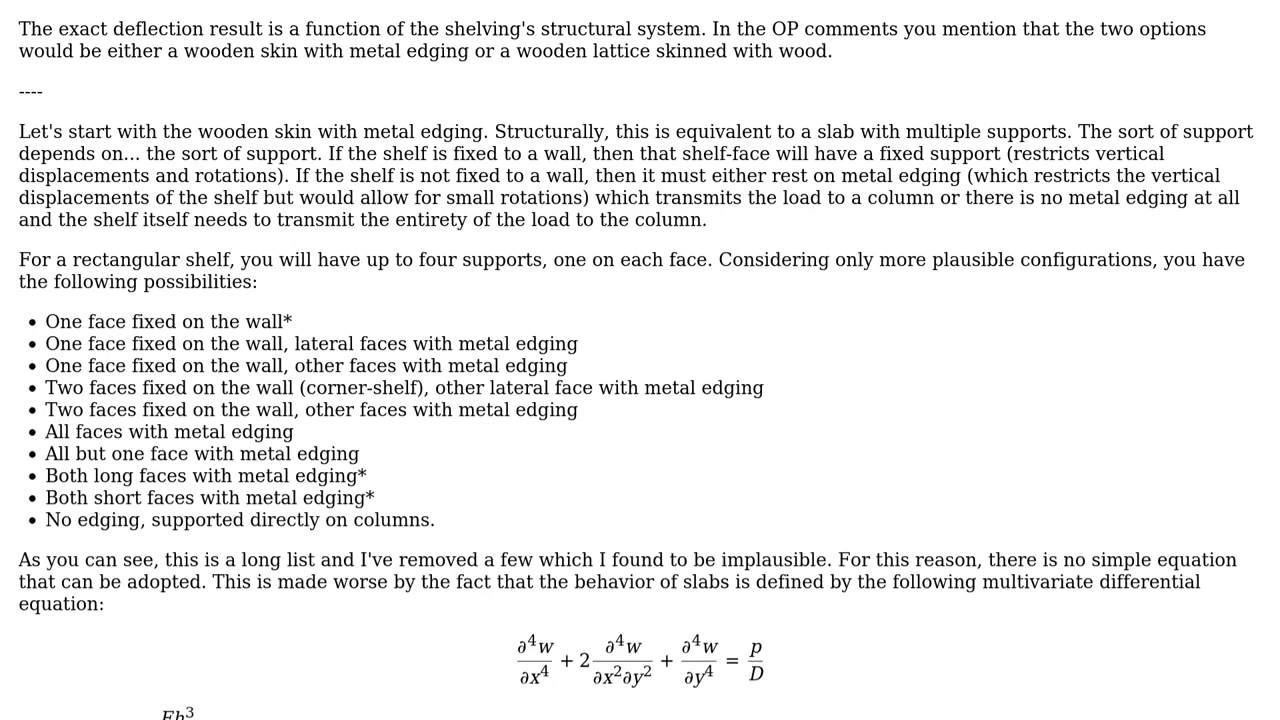 The exact deflection result is a function of the shelving's structural system. In the OP comments you mention that the two options
would be either a wooden skin with metal edging or a wooden lattice skinned with wood.
----
Let's start with the wooden skin with metal edging. Structurally, this is equivalent to a slab with multiple supports. The sort of support
depends on... the sort of support. If the shelf is fixed to a wall, then that shelf-face will have a fixed support (restricts vertical
displacements and rotations). If the shelf is not fixed to a wall, then it must either rest on metal edging (which restricts the vertical
displacements of the shelf but would allow for small rotations) which transmits the load to a column or there is no metal edging at all
and the shelf itself needs to transmit the entirety of the load to the column.
For a rectangular shelf, you will have up to four supports, one on each face. Considering only more plausible configurations, you have
the following possibilities:
• One face fixed on the wall*
• One face fixed on the wall, lateral faces with metal edging
• One face fixed on the wall, other faces with metal edging
• Two faces fixed on the wall (corner-shelf), other lateral face with metal edging
• Two faces fixed on the wall, other faces with metal edging
• All faces with metal edging
• All but one face with metal edging
• Both long faces with metal edging*
• Both short faces with metal edging*
• No edging, supported directly on columns.
As you can see, this is a long list and I've removed a few which I found to be implausible. For this reason, there is no simple equation
that can be adopted. This is made worse by the fact that the behavior of slabs is defined by the following multivariate differential
equation:
∂⁴w/∂x⁴ + 2 ∂⁴w/∂x²∂y² + ∂⁴w/∂y⁴ = p/D
Eh³